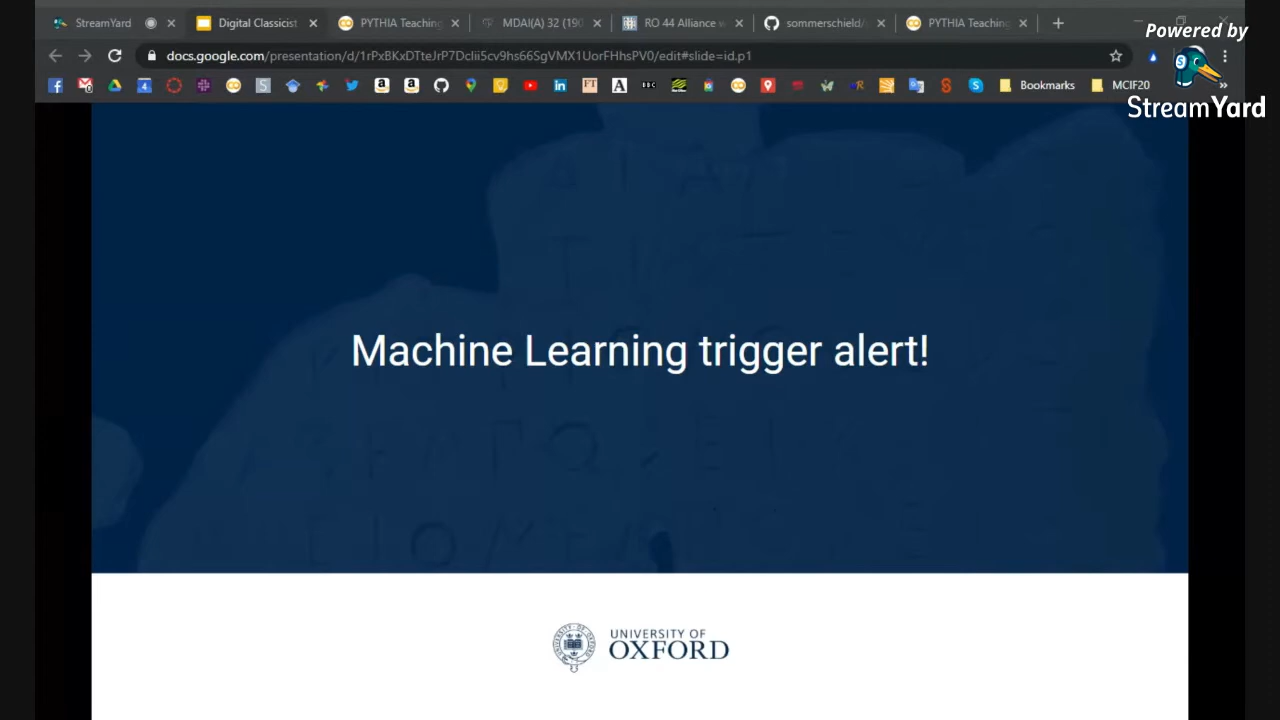 StreamYard
Digital Classicist
PYTHIA Teaching
MDAI(A) 32 (190
RO 44 Alliance w
sommerschield/
PYTHIA Teaching
Powered by
StreamYard
docs.google.com/presentation/d/1rPxBKxDTteJrP7Dclii5cv9hs66SgVMX1UorFHhsPV0/edit#slide=id.p1
Bookmarks
MCIF20
Machine Learning trigger alert!
UNIVERSITY OF
OXFORD